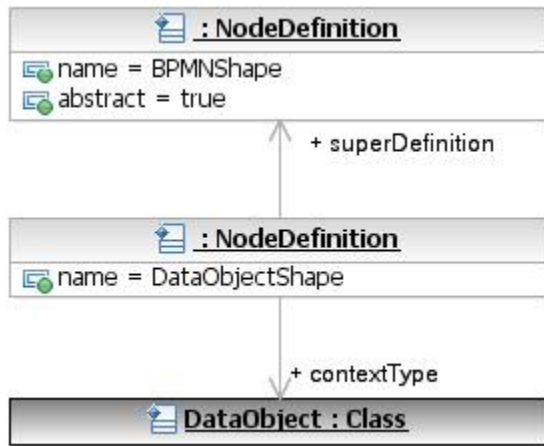 : NodeDefinition
name = BPMNShape
abstract = true
+ superDefinition
: NodeDefinition
name = DataObjectShape
+ contextType
DataObject : Class